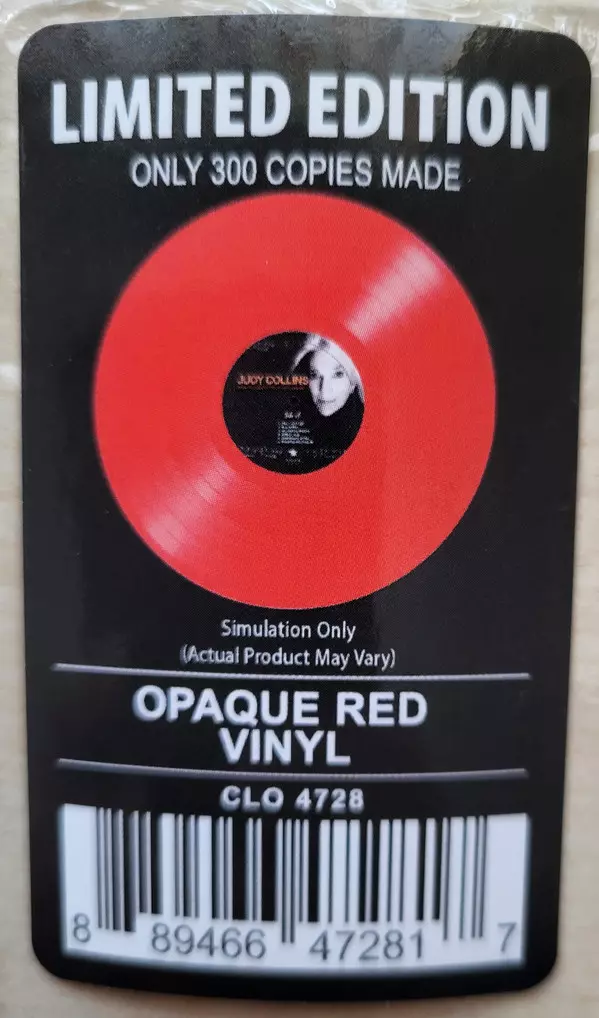 LIMITED EDITION
ONLY 300 COPIES MADE
JUDY COLLINS
Simulation Only
(Actual Product May Vary)
OPAQUE RED
VINYL
CLO 4728
8 89466 47281 7